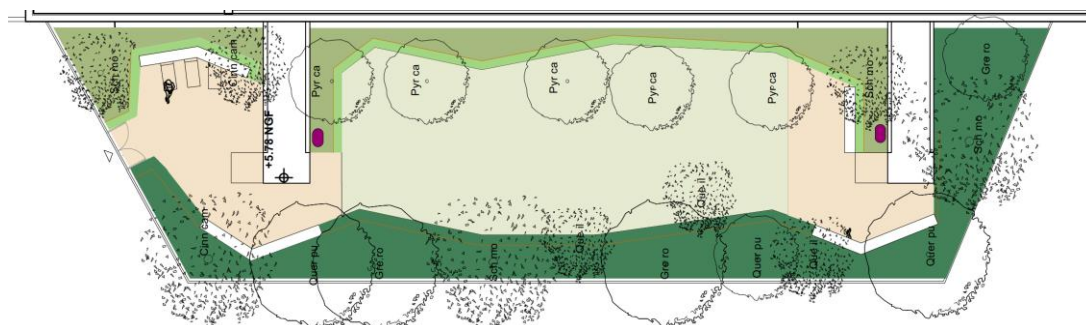 Sch mo
Cinn cam
Pyr ca
Pyr ca
Pyr ca
Pyr ca
Pyr ca
Sch mo
Gre ro
Sch mo
+5.78 NGF
Cinn cam
Quer pu
Gre ro
Sch mo
Que il
Gre ro
Que il
Quer pu
Que il
Quer pu